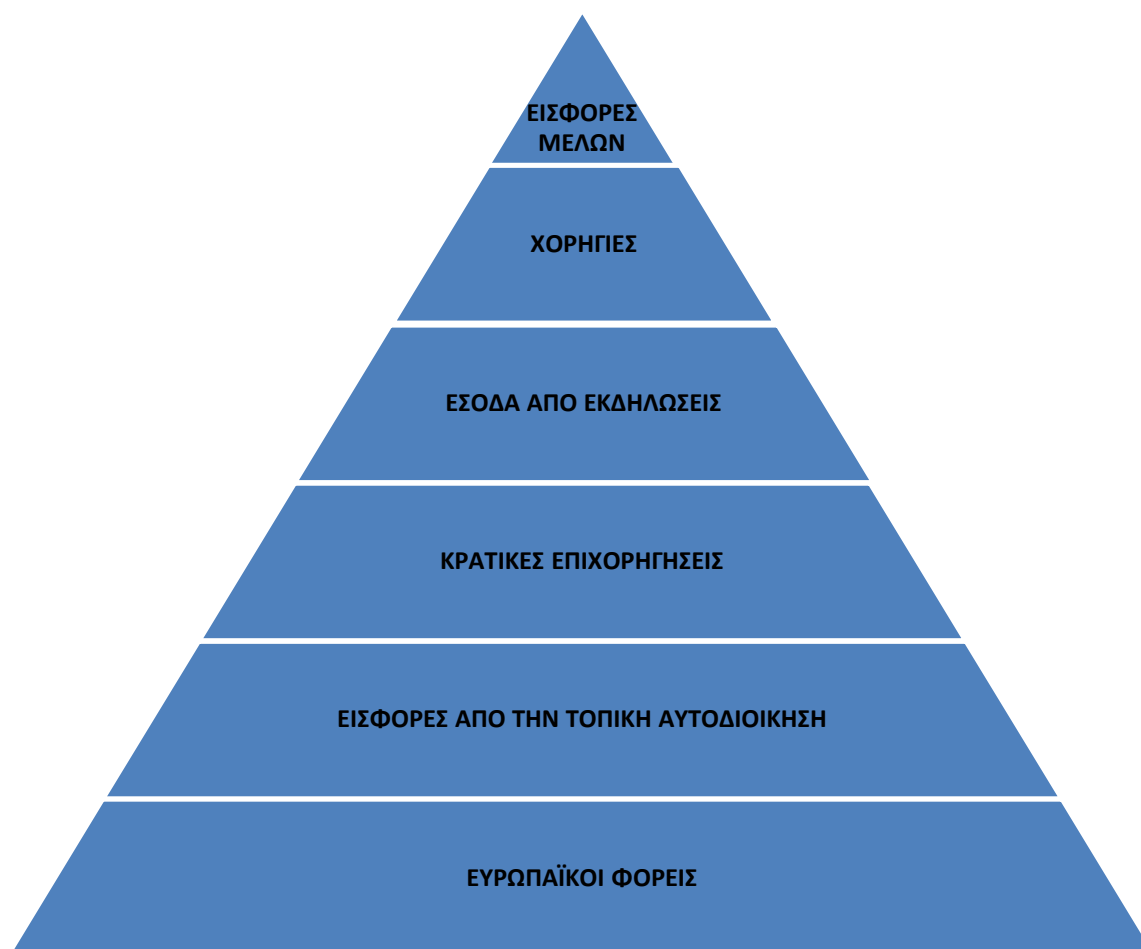 ΕΙΣΦΟΡΕΣ
ΜΕΛΩΝ
ΧΟΡΗΓΙΕΣ
ΕΣΟΔΑ ΑΠΟ ΕΚΔΗΛΩΣΕΙΣ
ΚΡΑΤΙΚΕΣ ΕΠΙΧΟΡΗΓΗΣΕΙΣ
ΕΙΣΦΟΡΕΣ ΑΠΟ ΤΗΝ ΤΟΠΙΚΗ ΑΥΤΟΔΙΟΙΚΗΣΗ
ΕΥΡΩΠΑΪΚΟΙ ΦΟΡΕΙΣ